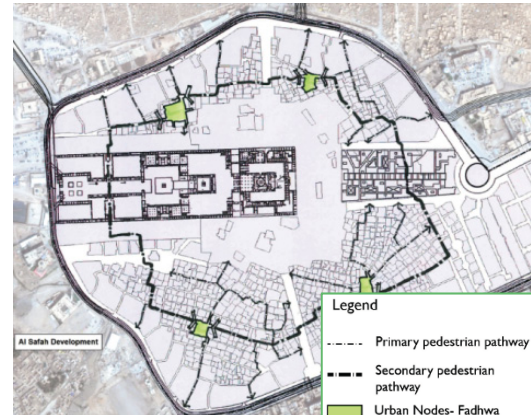 Al Safah Development
Legend
Primary pedestrian pathway
Secondary pedestrian
pathway
Urban Nodes- Fadhwa